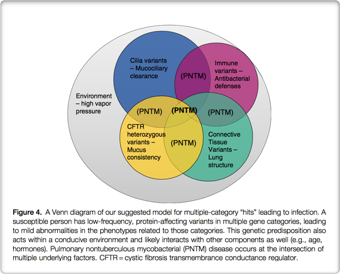 Cilia variants
– Mucociliary
clearance
Immune
variants –
Antibacterial
defenses
Environment
– high vapor
pressure
(PNTM)
(PNTM)
(PNTM)
(PNTM)
(PNTM)
CFTR
heterozygous
variants –
Mucus
consistency
Connective
Tissue
Variants –
Lung
structure
Figure 4. A Venn diagram of our suggested model for multiple-category "hits" leading to infection. A
susceptible person has low-frequency, protein-affecting variants in multiple gene categories, leading
to mild abnormalities in the phenotypes related to those categories. This genetic predisposition also
acts within a conducive environment and likely interacts with other components as well (e.g., age,
hormones). Pulmonary nontuberculous mycobacterial (PNTM) disease occurs at the intersection of
multiple underlying factors. CFTR = cystic fibrosis transmembrane conductance regulator.